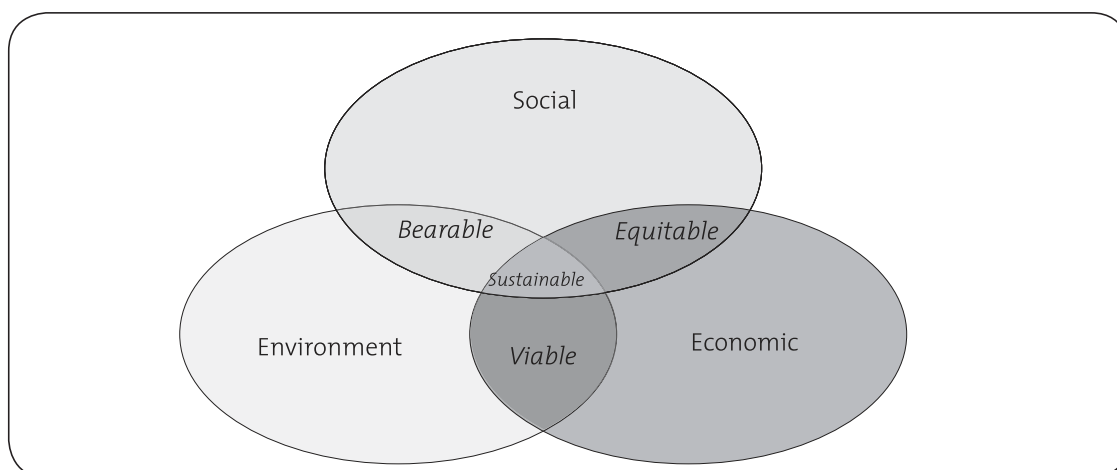 Social
Bearable
Equitable
Sustainable
Environment
Economic
Viable